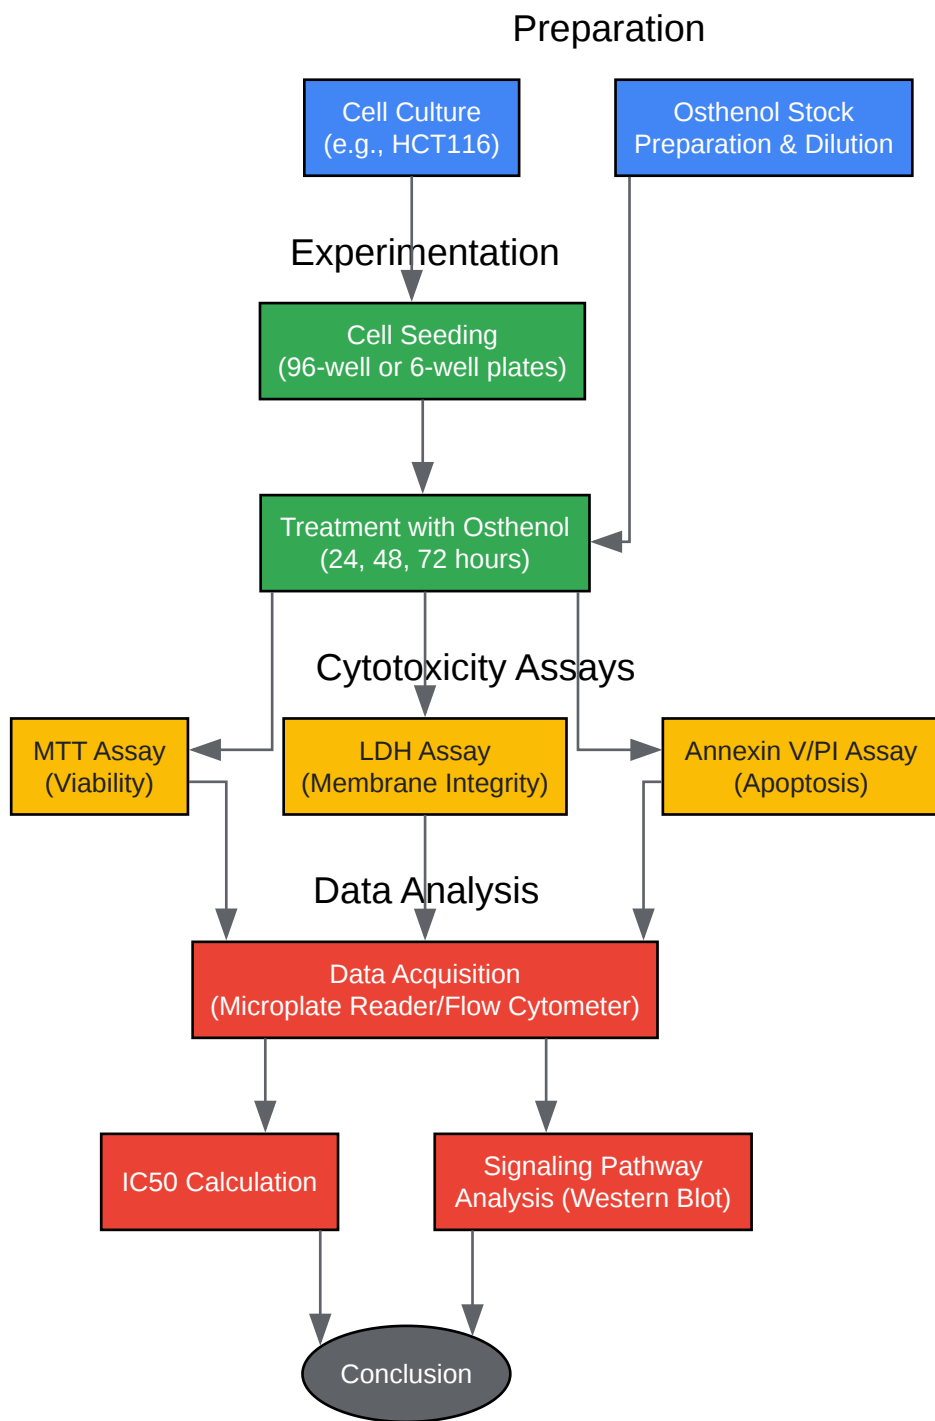 Preparation
Cell Culture
(e.g., HCT116)
Osthenol Stock
Preparation & Dilution
Experimentation
Cell Seeding
(96-well or 6-well plates)
Treatment with Osthenol
(24, 48, 72 hours)
Cytotoxicity Assays
MTT Assay
(Viability)
LDH Assay
(Membrane Integrity)
Annexin V/PI Assay
(Apoptosis)
Data Analysis
Data Acquisition
(Microplate Reader/Flow Cytometer)
IC50 Calculation
Signaling Pathway
Analysis (Western Blot)
Conclusion